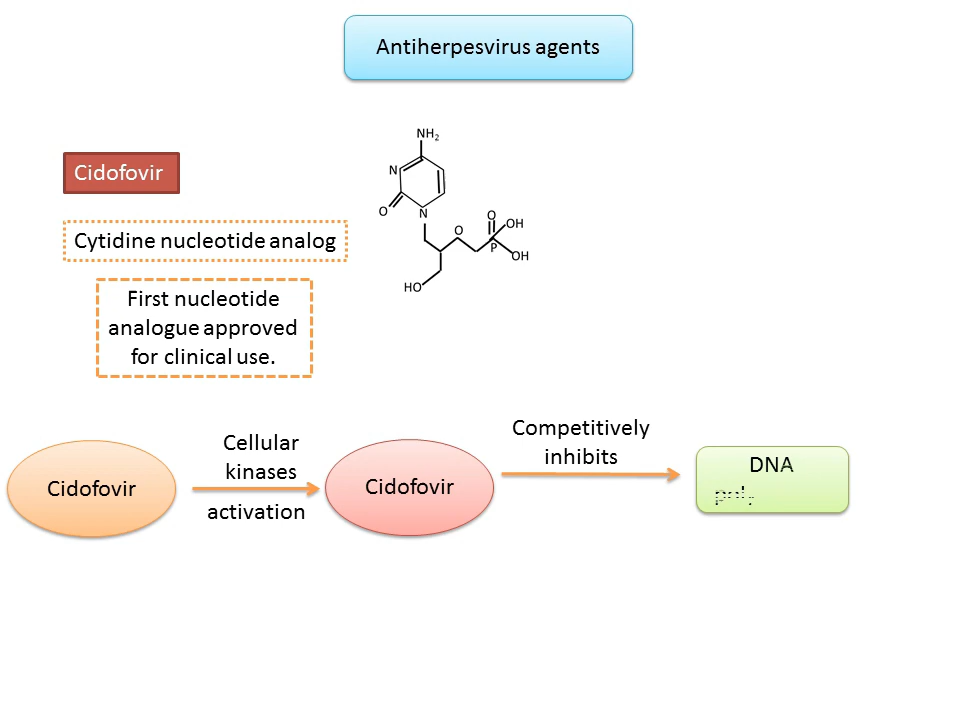 Antiherpesvirus agents
NH2
N
O
N
O
O
OH
P
OH
HO
Cidofovir
Cytidine nucleotide analog
First nucleotide
analogue approved
for clinical use.
Cidofovir
Cellular
kinases
activation
Cidofovir
Competitively
inhibits
DNA